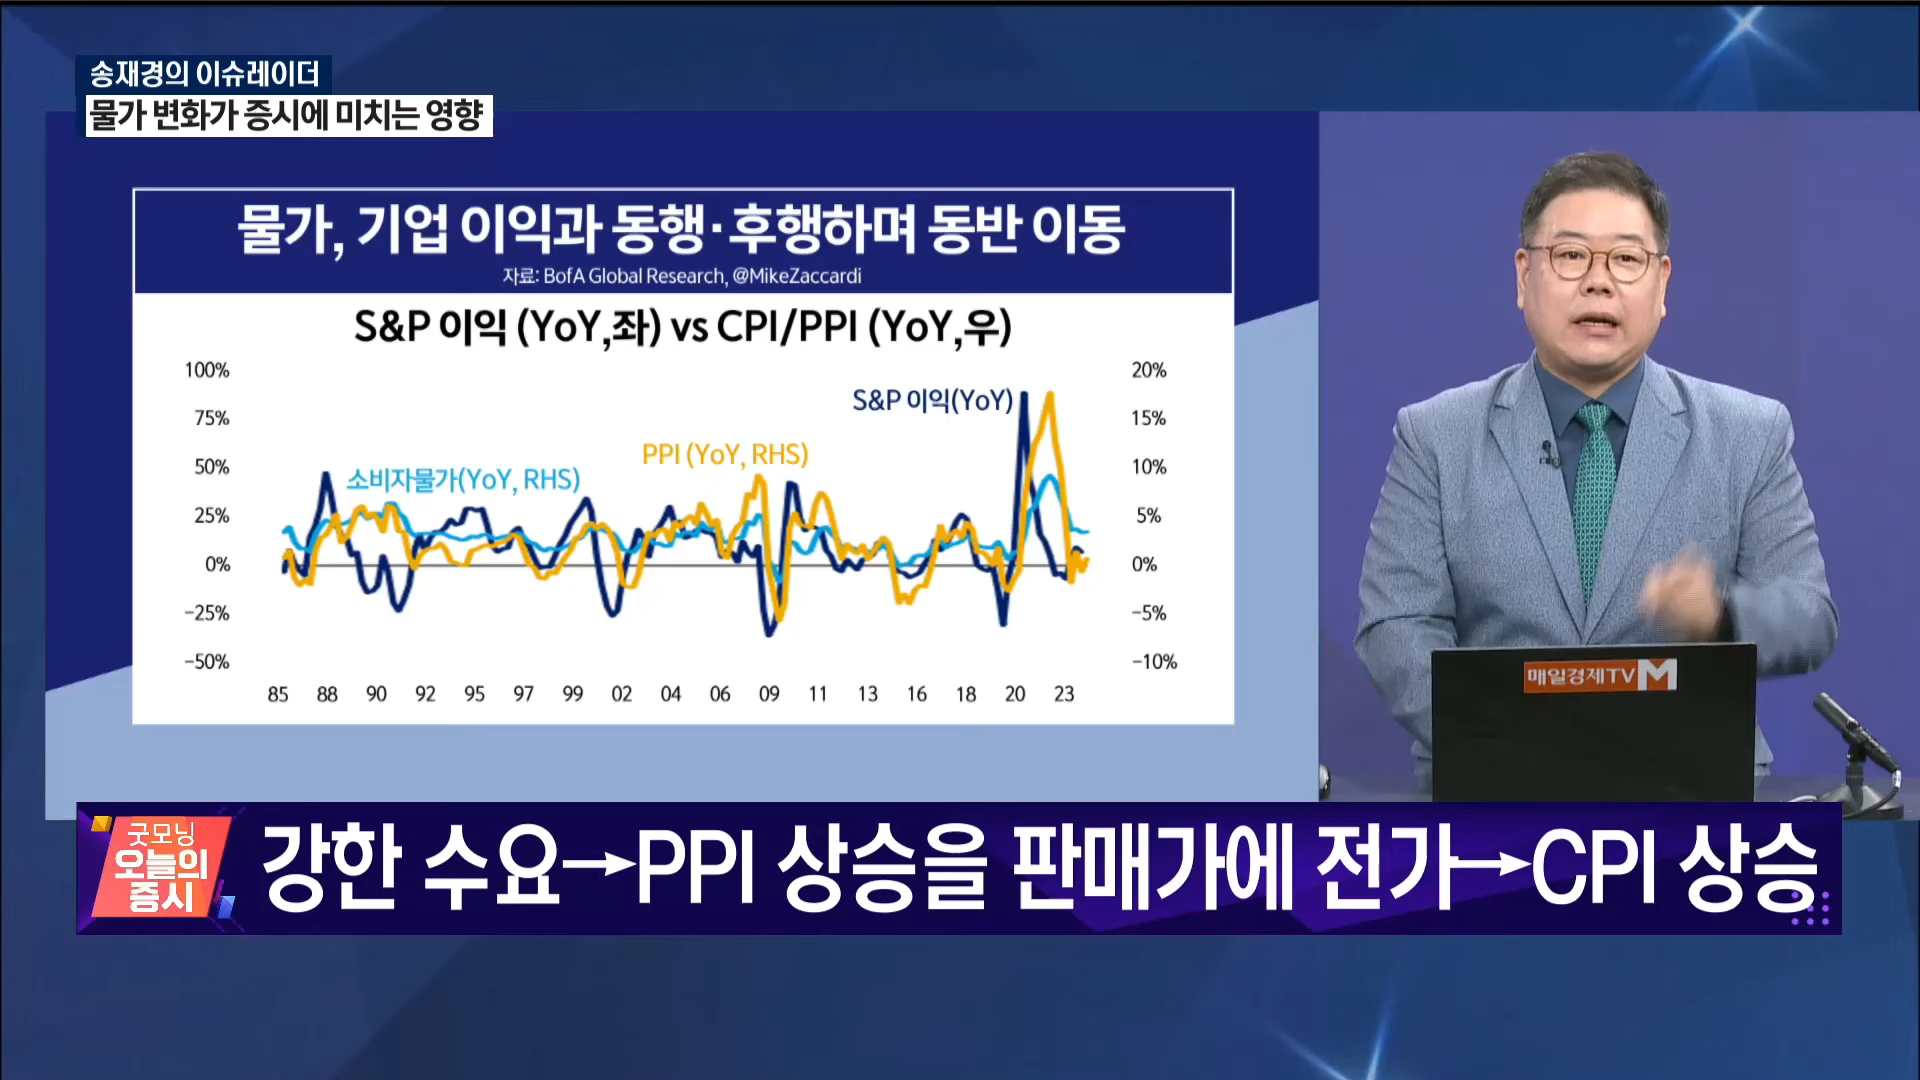 송재경의 이슈레이더
물가 변화가 증시에 미치는 영향
물가, 기업 이익과 동행·후행하며 동반 이동
자료: BofA Global Research, @MikeZaccardi
S&P 이익 (YoY,좌) vs CPI/PPI (YoY,우)
100%
75%
50%
25%
0%
-25%
-50%
20%
15%
10%
5%
0%
-5%
-10%
S&P 이익(YoY)
PPI (YoY, RHS)
소비자물가(YoY, RHS)
85 88 90 92 95 97 99 02 04 06 09 11 13 16 18 20 23
매일경제TV M
굿모닝
오늘의
증시
강한 수요→PPI 상승을 판매가에 전가→CPI 상승